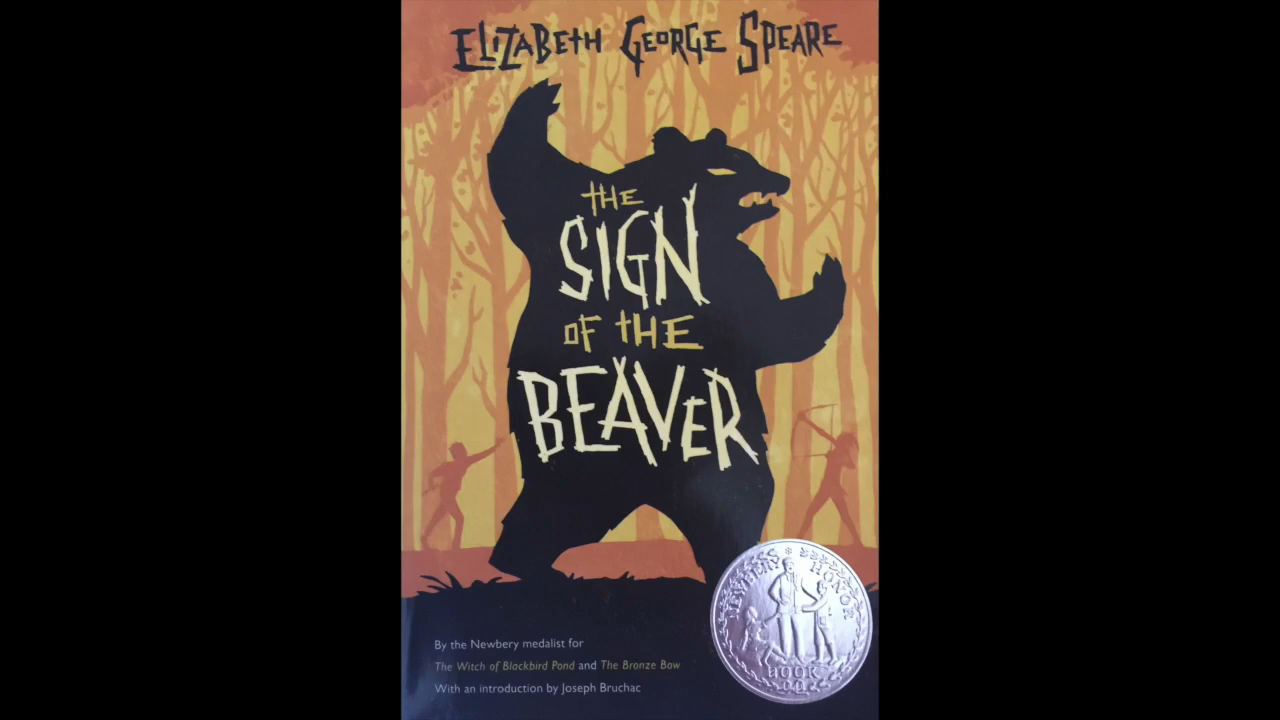 ELIZABETH GEORGE SPEARE
THE
SIGN
OF THE
BEAVER
NEWBERY HONOR
BOOK
By the Newbery medalist for
The Witch of Blackbird Pond and The Bronze Bow
With an introduction by Joseph Bruchac